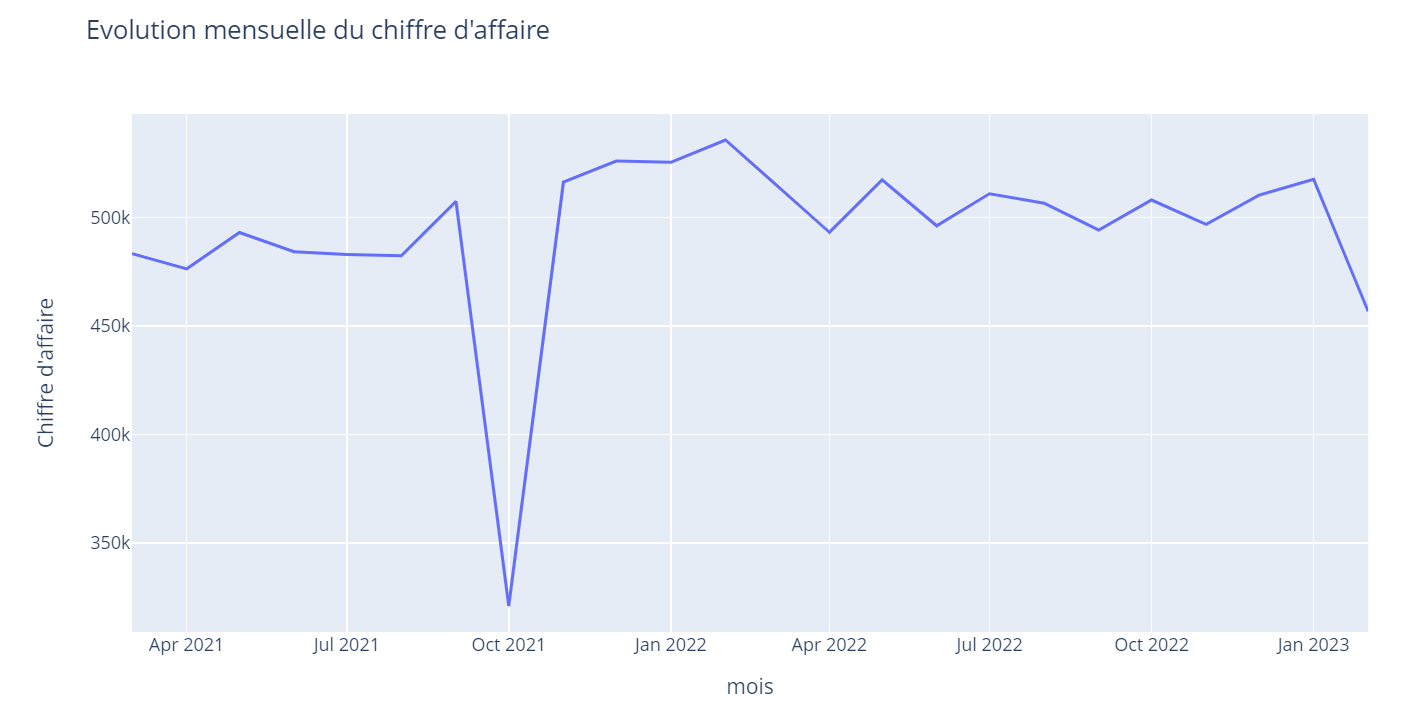 Evolution mensuelle du chiffre d'affaire
Chiffre d'affaire
500k
450k
400k
350k
Apr 2021 Jul 2021 Oct 2021 Jan 2022 Apr 2022 Jul 2022 Oct 2022 Jan 2023
mois